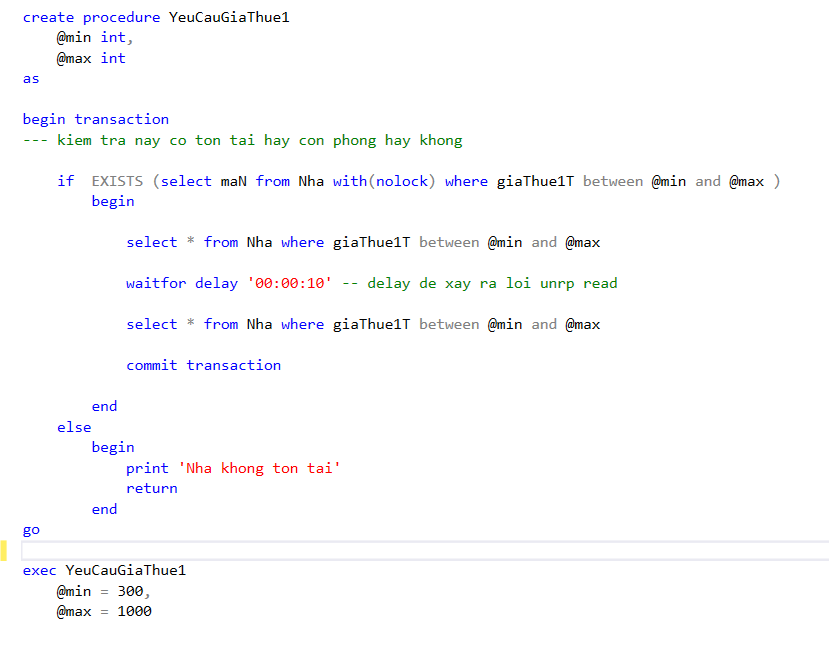 create procedure YeuCauGiaThue1
@min int,
@max int
as
begin transaction
--- kiem tra nay co ton tai hay con phong hay khong
if  EXISTS (select maN from Nha with(nolock) where giaThue1T between @min and @max )
begin
select * from Nha where giaThue1T between @min and @max
waitfor delay '00:00:10' -- delay de xay ra loi unrp read
select * from Nha where giaThue1T between @min and @max
commit transaction
end
else
begin
print 'Nha khong ton tai'
return
end
go
exec YeuCauGiaThue1
@min = 300,
@max = 1000